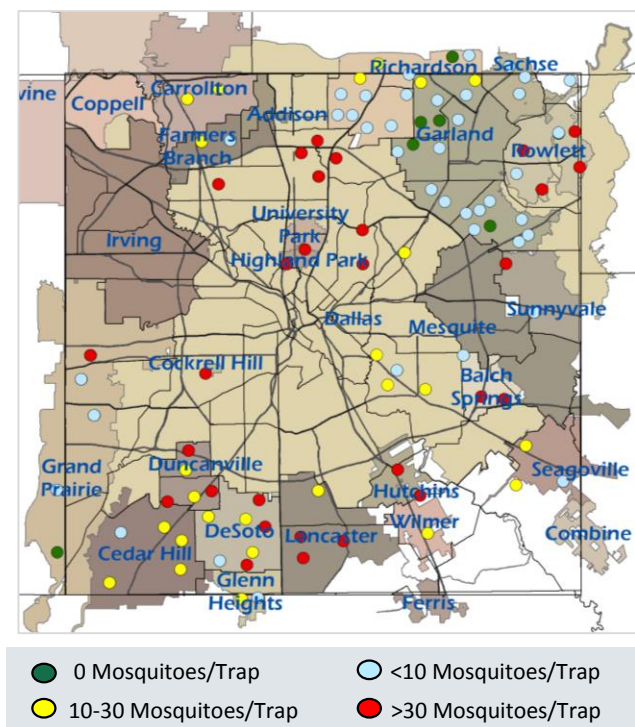 Richardson
Sachse
vine
Coppell
Carrollton
Addison
Garland
Farmers
Branch
Rowlett
University
Park
Irving
Highland Park
Sunnyvale
Dallas
Mesquite
Cockrell Hill
Balch
Springs
Grand
Prairie
Duncanville
Seagoville
Hutchins
DeSoto
Lancaster
Wilmer
Combine
Cedar Hill
Glenn
Heights
Ferris
0 Mosquitoes/Trap
<10 Mosquitoes/Trap
10-30 Mosquitoes/Trap
>30 Mosquitoes/Trap